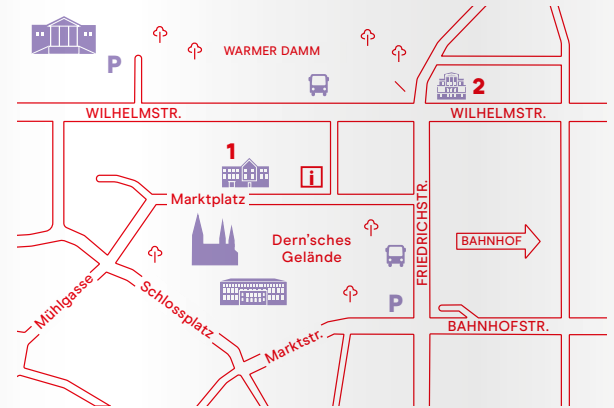 WARMER DAMM
P
2
WILHELMSTR.
WILHELMSTR.
1
i
Marktplatz
FRIEDRICHSTR.
Dern'sches
Gelände
BAHNHOF
Mühlgasse
Schlossplatz
P
Marktstr.
BAHNHOFSTR.